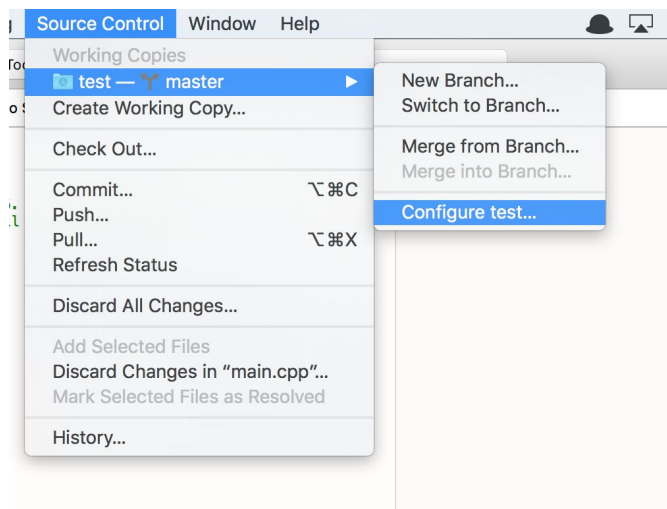 Source Control Window Help
Working Copies
test — master
Create Working Copy...
Check Out...
Commit... ⌥⌘C
Push...
Pull... ⌥⌘X
Refresh Status
Discard All Changes...
Add Selected Files
Discard Changes in “main.cpp”...
Mark Selected Files as Resolved
History...
New Branch...
Switch to Branch...
Merge from Branch...
Merge into Branch...
Configure test...